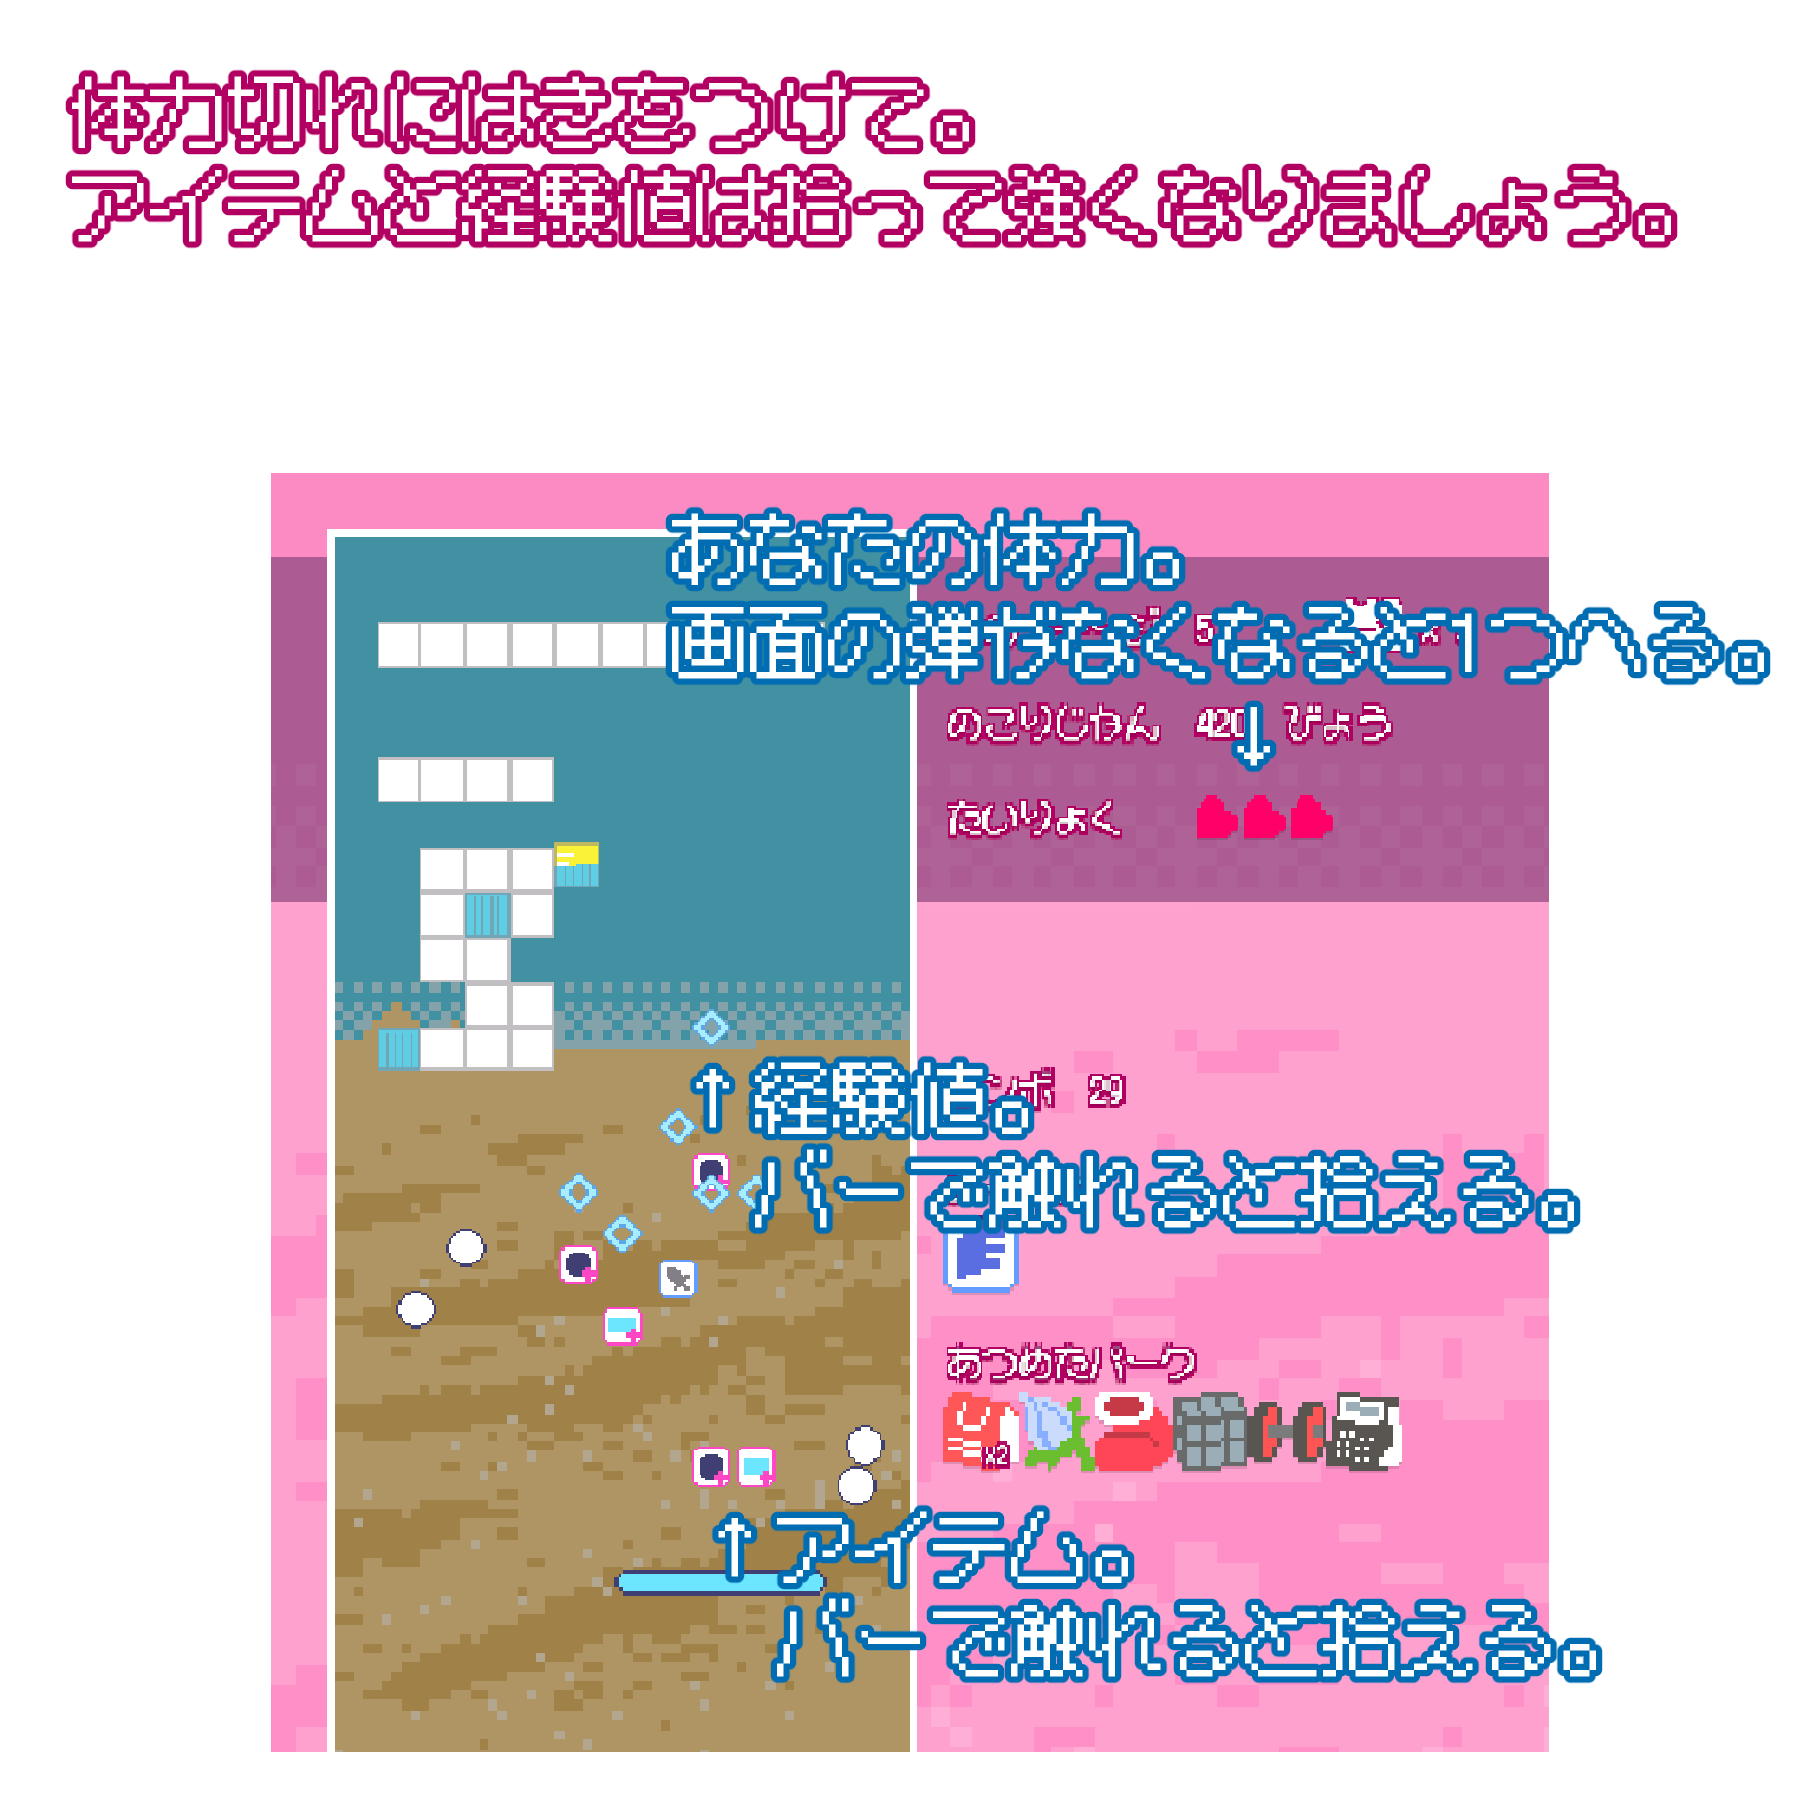 体力切れにはきをつけて。
アイテムと経験値は拾って強くなりましょう。
あなたの体力。
画面の弾がなくなると1つへる。
↓
のこりじかん 420 びょう
たいりょく
↑経験値。
バーで触れると拾える。
29
あつめたパーク
x2
↑アイテム。
バーで触れると拾える。